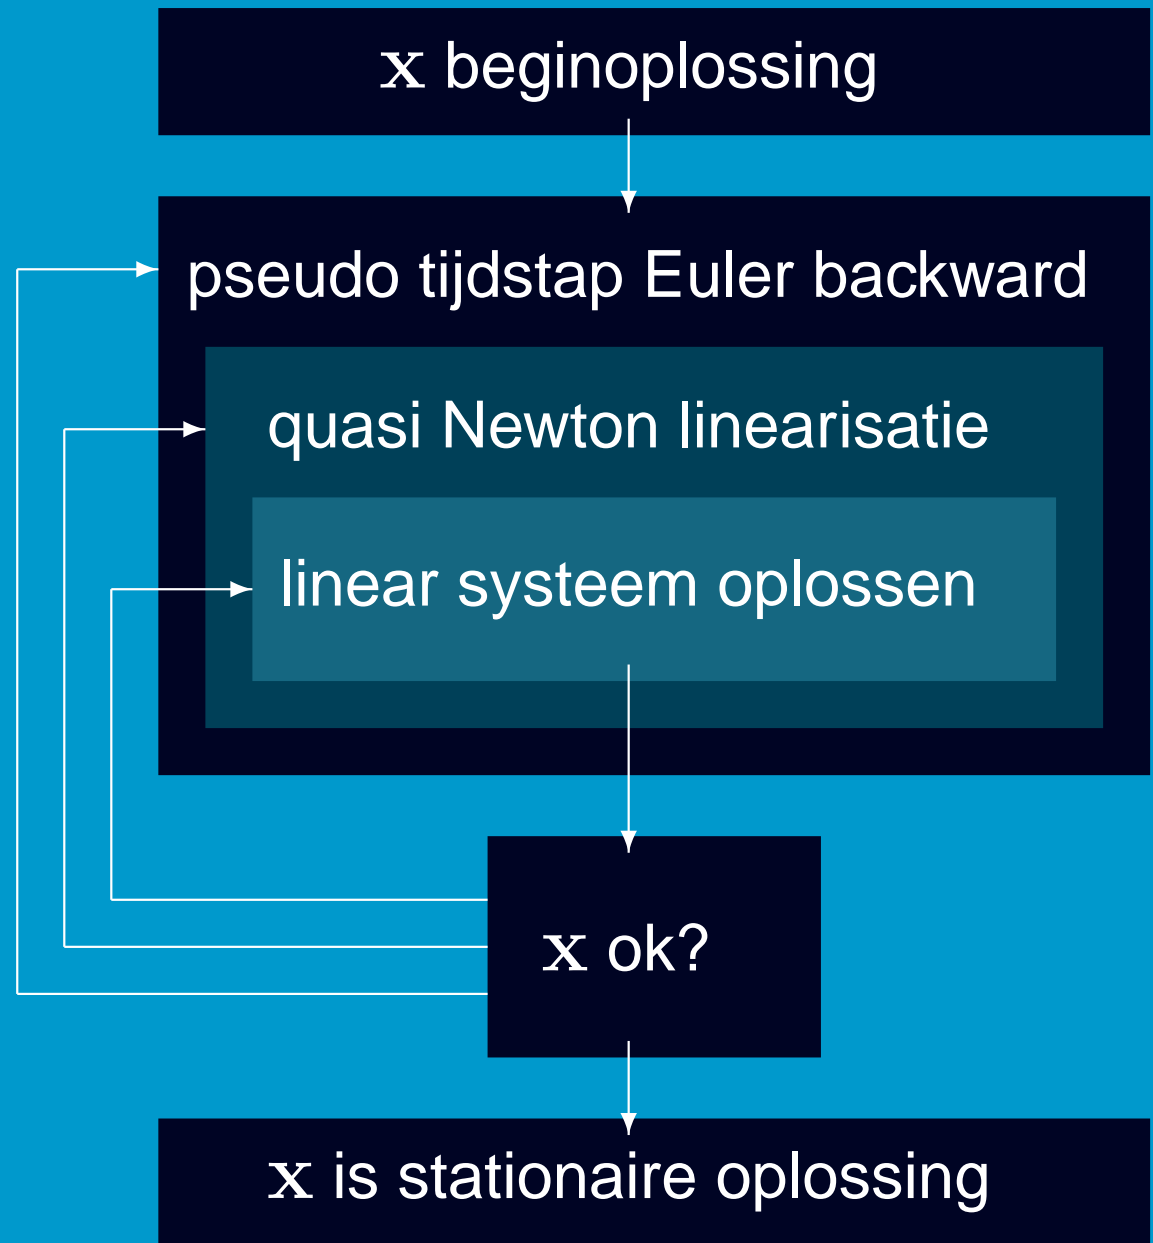 x beginoplossing
pseudo tijdstap Euler backward
quasi Newton linearisatie
linear systeem oplossen
x ok?
x is stationaire oplossing